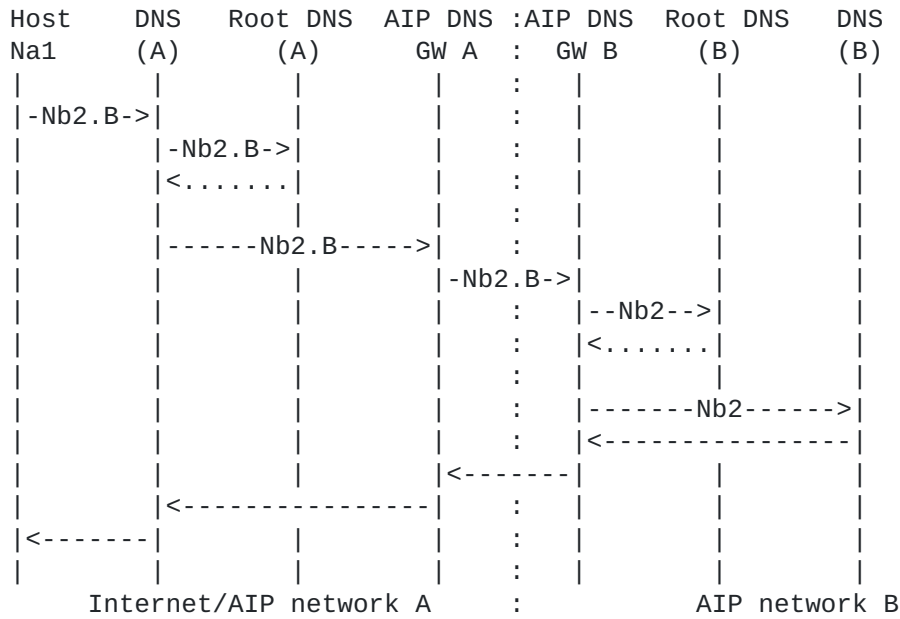 Host    DNS    Root DNS  AIP DNS :AIP DNS  Root DNS   DNS
Na1      (A)      (A)      GW A  :  GW B     (B)      (B)
|        |        |        |    :    |        |        |
|-Nb2.B->|        |        |    :    |        |        |
|        |-Nb2.B->|        |    :    |        |        |
|        |<.......|        |    :    |        |        |
|        |        |        |    :    |        |        |
|        |------Nb2.B----->|    :    |        |        |
|        |        |        |-Nb2.B->|        |        |
|        |        |        |    :    |--Nb2-->|        |
|        |        |        |    :    |<.......|        |
|        |        |        |    :    |        |        |
|        |        |        |    :    |-------Nb2------>|
|        |        |        |    :    |<----------------|
|        |        |        |<-------|        |        |
|        |<----------------|    :    |        |        |
|<-------|        |        |    :    |        |        |
|        |        |        |    :    |        |        |
Internet/AIP network A     :           AIP network B